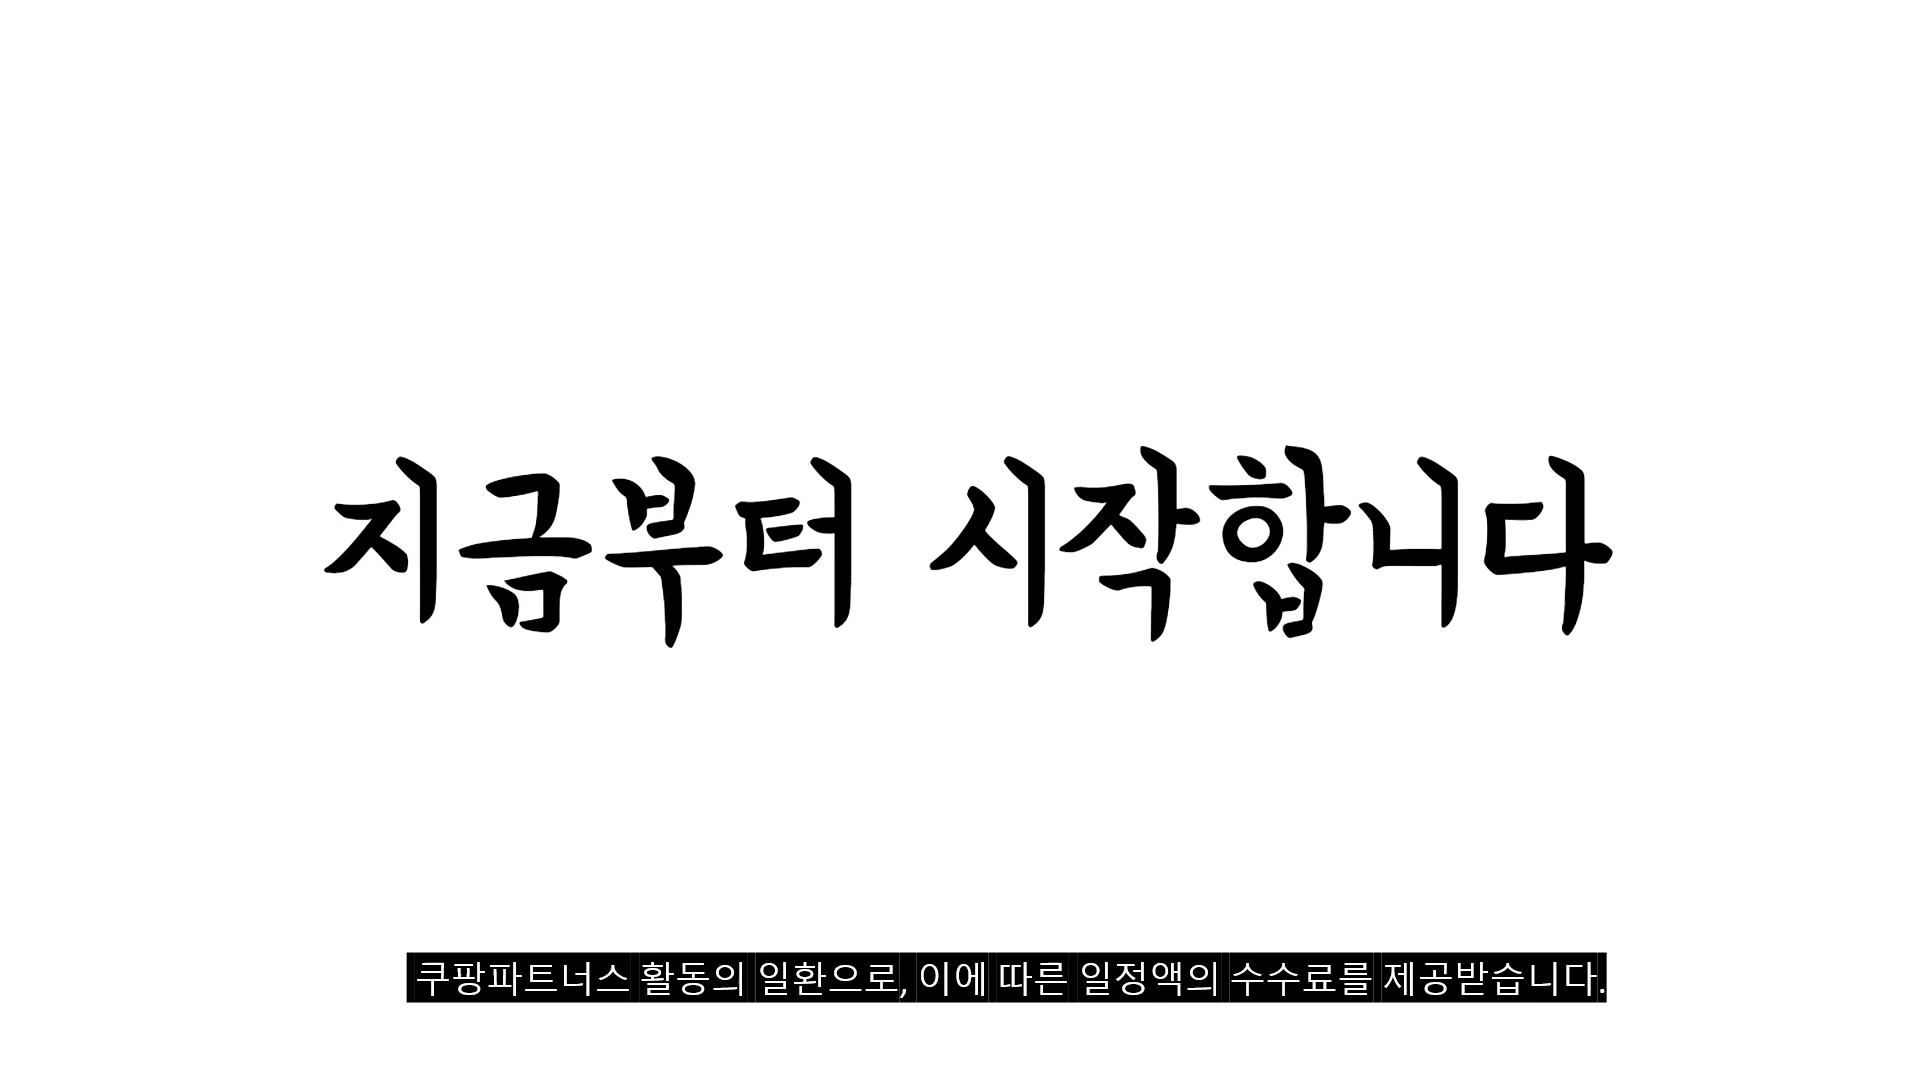 지금부터 시작합니다
쿠팡파트너스 활동의 일환으로, 이에 따른 일정액의 수수료를 제공받습니다.